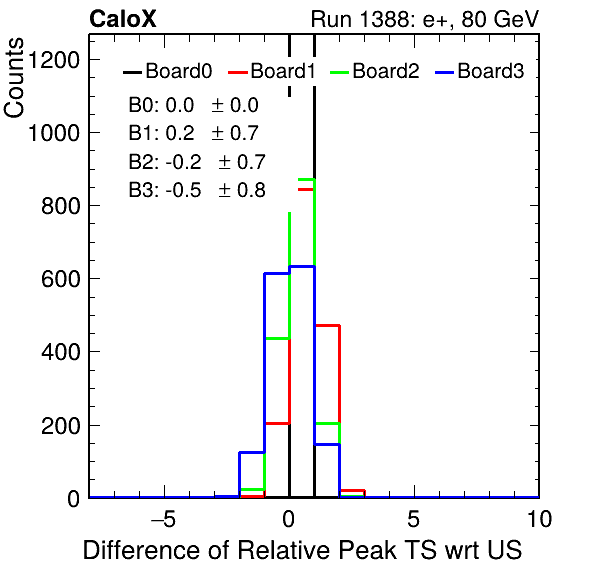 CaloX Run 1388: e+, 80 GeV
Counts
1200
1000
800
600
400
200
0
Board0 Board1 Board2 Board3
B0: 0.0 ± 0.0
B1: 0.2 ± 0.7
B2: -0.2 ± 0.7
B3: -0.5 ± 0.8
−5 0 5 10
Difference of Relative Peak TS wrt US